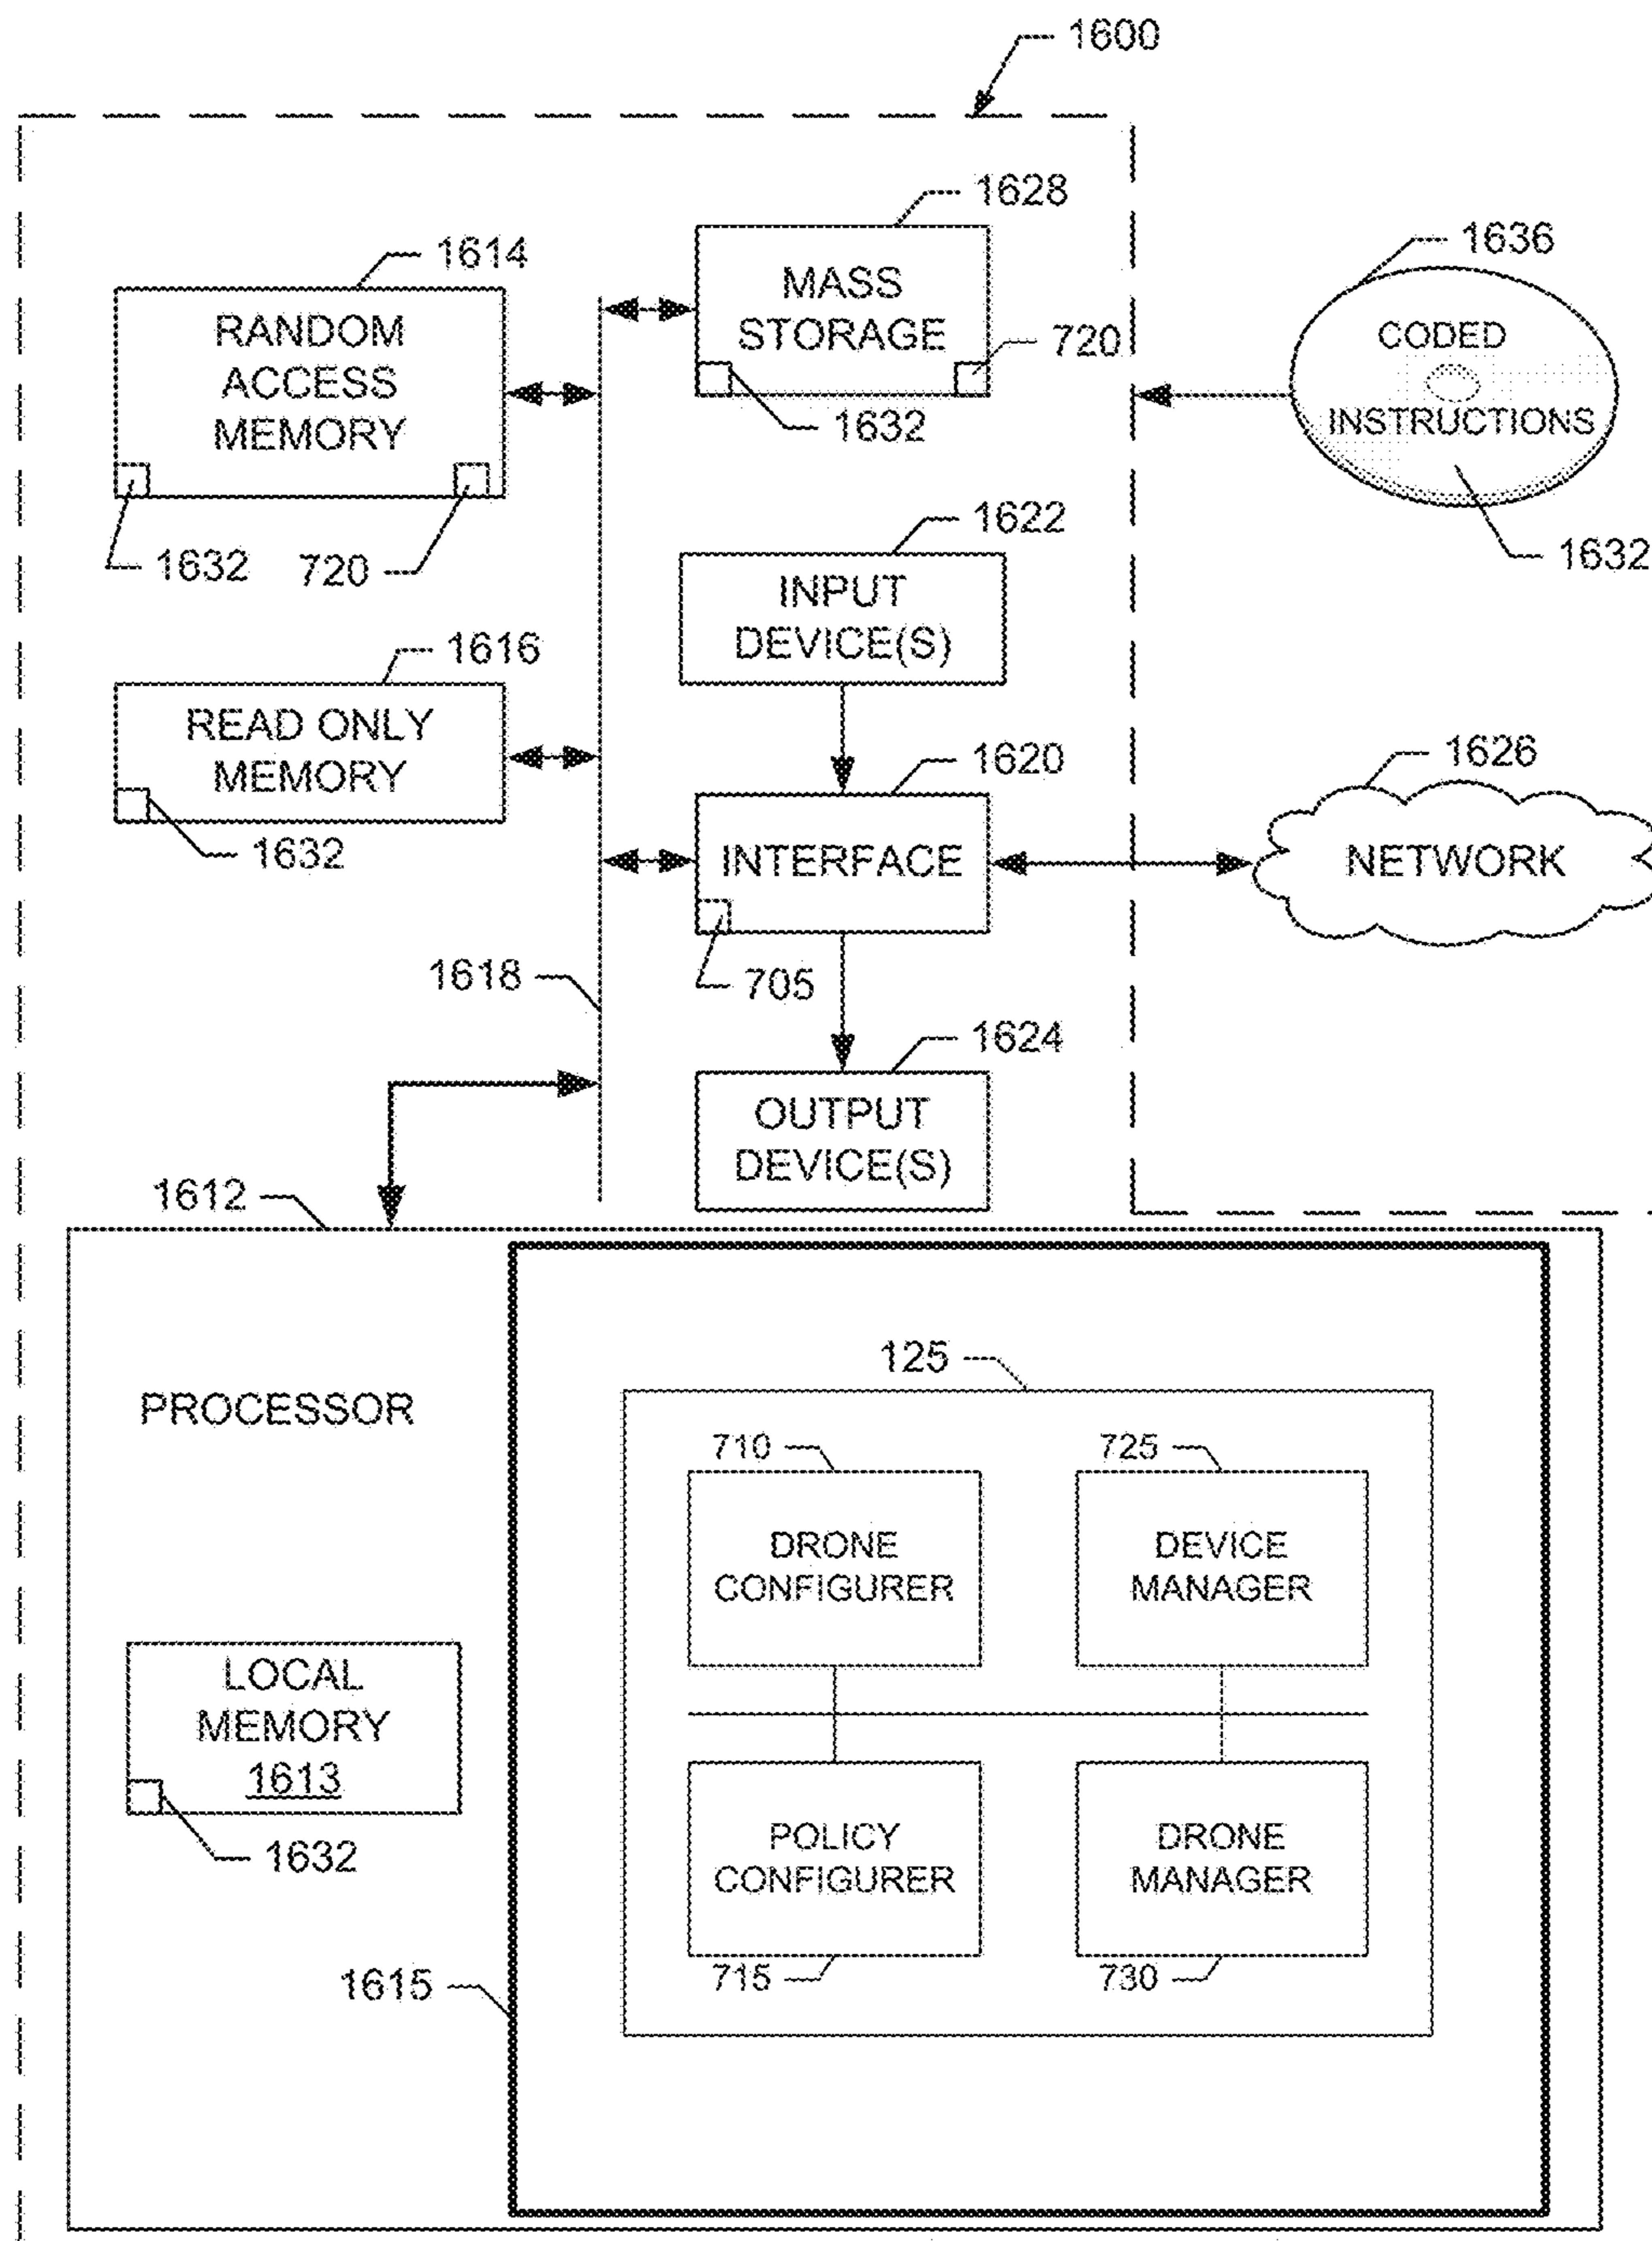 1600
1628
1614
1636
MASS
STORAGE
RANDOM
ACCESS
MEMORY
720
CODED
INSTRUCTIONS
1632
1622
1632
720
1632
INPUT
DEVICE(S)
1616
READ ONLY
MEMORY
1620
1626
1632
INTERFACE
NETWORK
1618
705
1624
OUTPUT
DEVICE(S)
1612
125
PROCESSOR
710
725
DRONE
CONFIGURER
DEVICE
MANAGER
LOCAL
MEMORY
1613
1632
POLICY
CONFIGURER
DRONE
MANAGER
715
730
1615